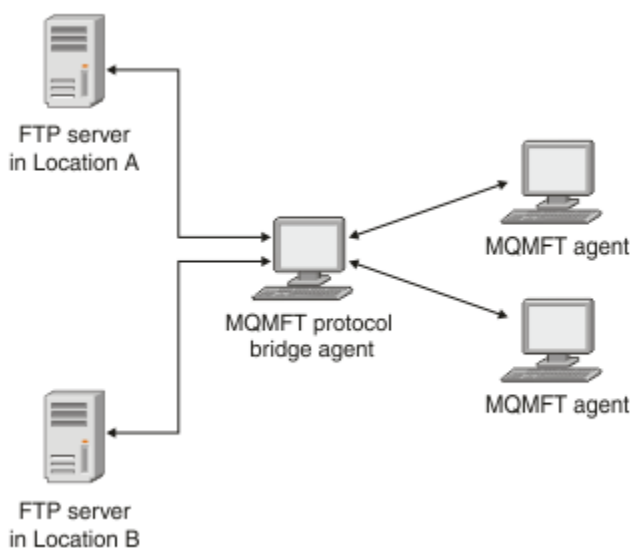 FTP server
in Location A
MQMFT agent
MQMFT protocol
bridge agent
MQMFT agent
FTP server
in Location B